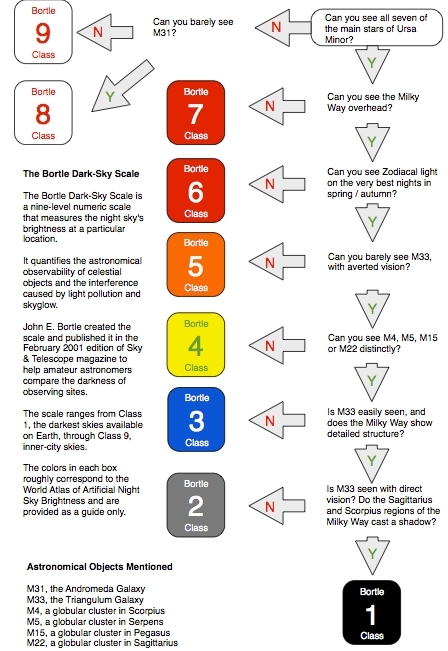 Bortle
9
Class
N
Can you barely see
M31?
N
Can you see all seven of
the main stars of Ursa
Minor?
Y
Y
Bortle
8
Class
Bortle
7
Class
N
Can you see the Milky
Way overhead?
Y
Bortle
6
Class
N
Can you see Zodiacal light
on the very best nights in
spring / autumn?
Y
Bortle
5
Class
N
Can you barely see M33,
with averted vision?
Y
Bortle
4
Class
N
Can you see M4, M5, M15
or M22 distinctly?
Y
Bortle
3
Class
N
Is M33 easily seen, and
does the Milky Way show
detailed structure?
Y
Bortle
2
Class
N
Is M33 seen with direct
vision? Do the Sagittarius
and Scorpius regions of the
Milky Way cast a shadow?
Y
Bortle
1
Class
The Bortle Dark-Sky Scale
The Bortle Dark-Sky Scale is
a nine-level numeric scale
that measures the night sky's
brightness at a particular
location.
It quantifies the astronomical
observability of celestial
objects and the interference
caused by light pollution and
skyglow.
John E. Bortle created the
scale and published it in the
February 2001 edition of Sky
& Telescope magazine to
help amateur astronomers
compare the darkness of
observing sites.
The scale ranges from Class
1, the darkest skies available
on Earth, through Class 9,
inner-city skies.
The colors in each box
roughly correspond to the
World Atlas of Artificial Night
Sky Brightness and are
provided as a guide only.
Astronomical Objects Mentioned
M31, the Andromeda Galaxy
M33, the Triangulum Galaxy
M4, a globular cluster in Scorpius
M5, a globular cluster in Serpens
M15, a globular cluster in Pegasus
M22, a globular cluster in Sagittarius